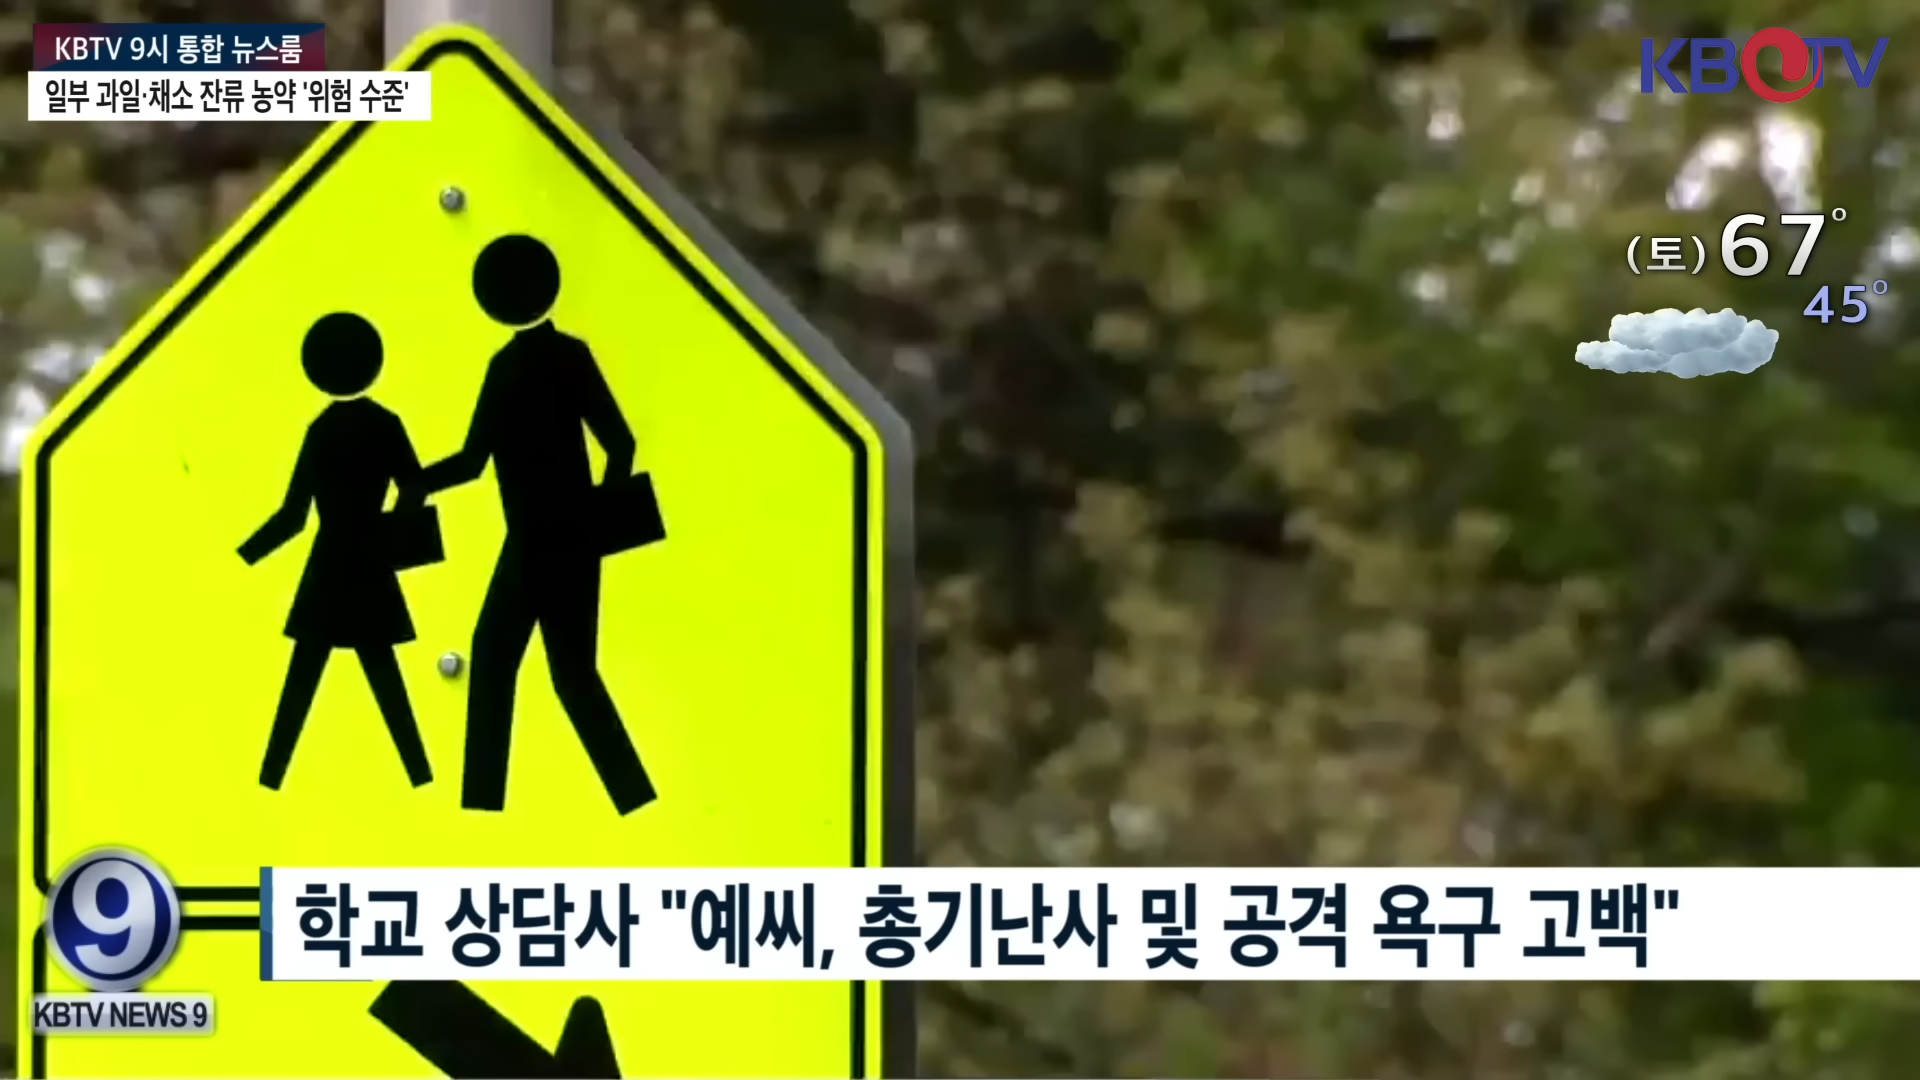 KBTV 9시 통합 뉴스룸
일부 과일·채소 잔류 농약 '위험 수준'
KBTV
(토) 67°
45°
9
학교 상담사 "예씨, 총기난사 및 공격 욕구 고백"
KBTV NEWS 9